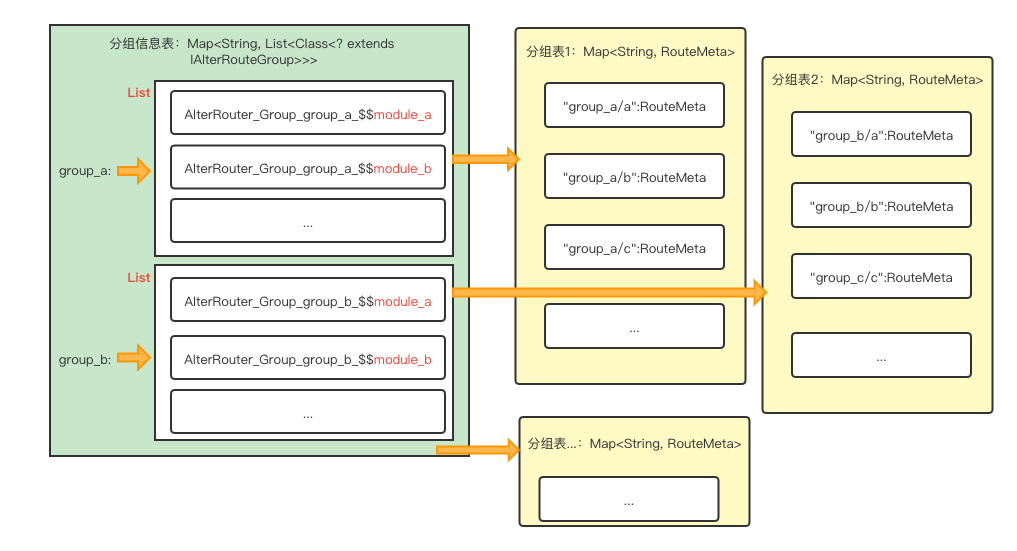 分组信息表：Map<String, List<Class<? extends
IAlterRouteGroup>>>
List
AlterRouter_Group_group_a_$$module_a
group_a:
AlterRouter_Group_group_a_$$module_b
...
List
AlterRouter_Group_group_b_$$module_a
group_b:
AlterRouter_Group_group_b_$$module_b
...
分组表1：Map<String, RouteMeta>
"group_a/a":RouteMeta
"group_a/b":RouteMeta
"group_a/c":RouteMeta
...
分组表2：Map<String, RouteMeta>
"group_b/a":RouteMeta
"group_b/b":RouteMeta
"group_c/c":RouteMeta
...
分组表...：Map<String, RouteMeta>
...